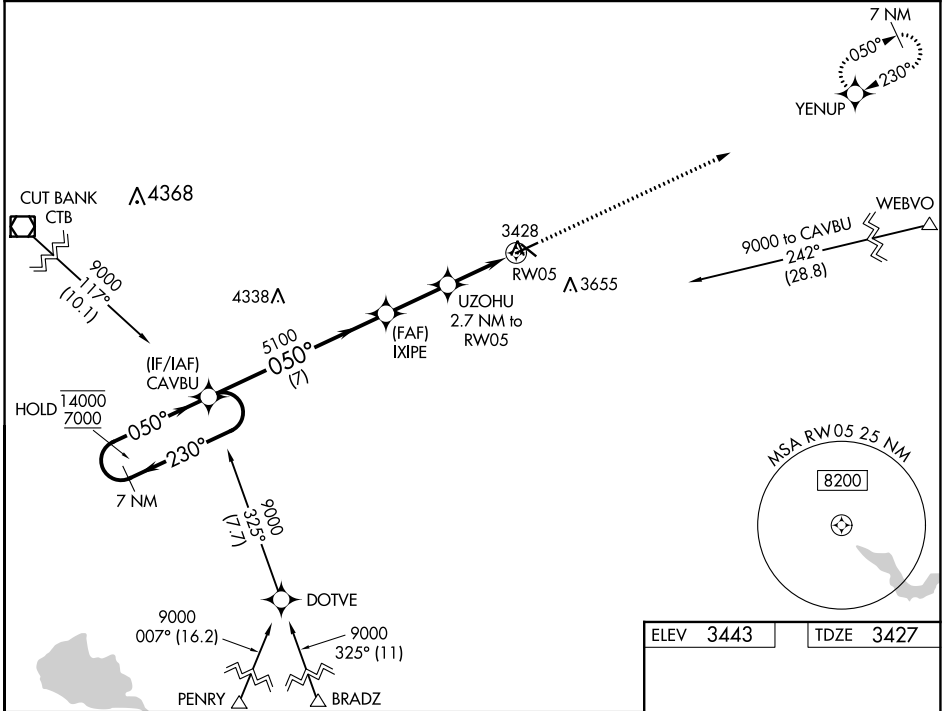 7 NM
050°
230°
YENUP
CUT BANK
CTB
4368
WEBVO
9000 to CAVBU
242°
(28.8)
9000
117°
(10.1)
3428
RW05
3655
4338
UZOHU
2.7 NM to
RW05
(FAF)
IXIPE
5100
050°
(7)
(IF/IAF)
CAVBU
HOLD 14000
7000
050°
230°
7 NM
MSA RW05 25 NM
8200
9000
325°
(7.7)
DOTVE
9000
007° (16.2)
9000
325° (11)
PENRY
BRADZ
ELEV 3443
TDZE 3427